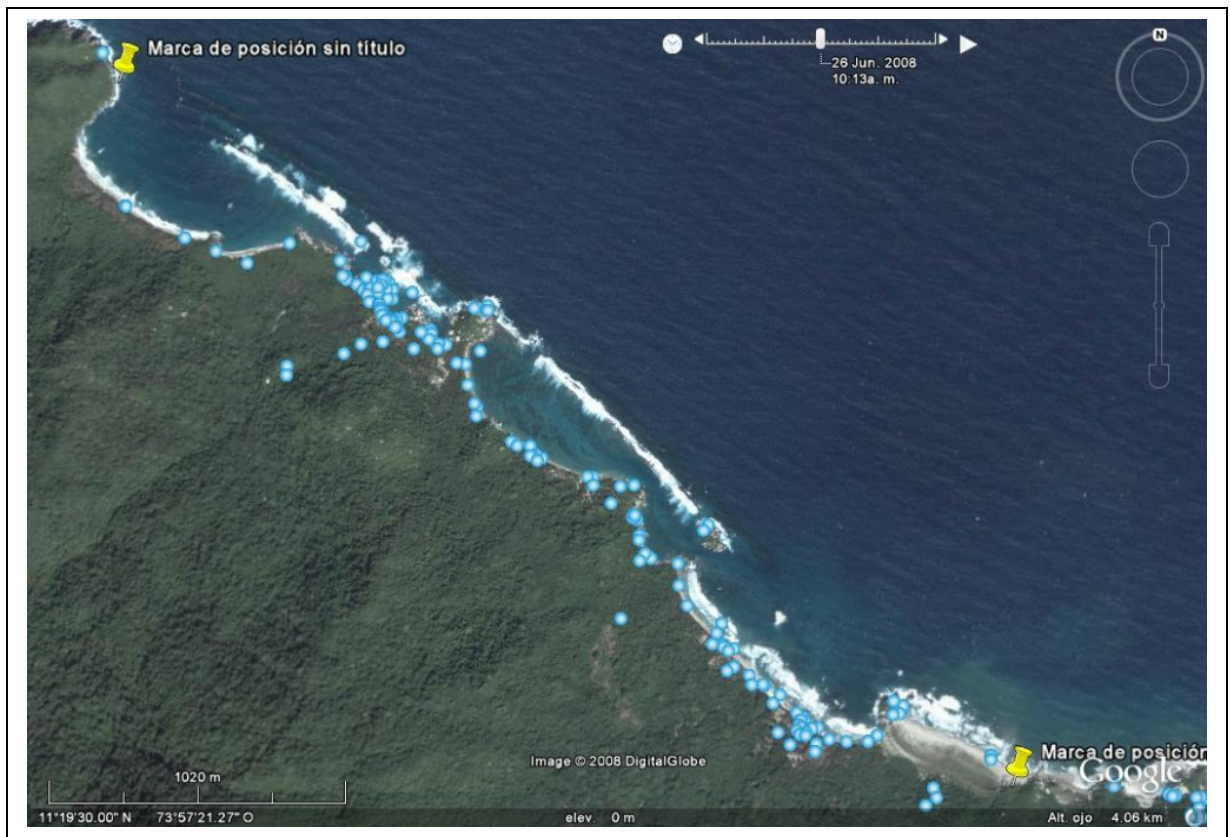 Marca de posición sin título
N
26 Jun. 2008
10:13a. m.
Image © 2008 DigitalGlobe
Marca de posición
Google
1020 m
11°19'30.00" N 73°57'21.27" O
elev. 0 m
Alt. ojo 4.06 km